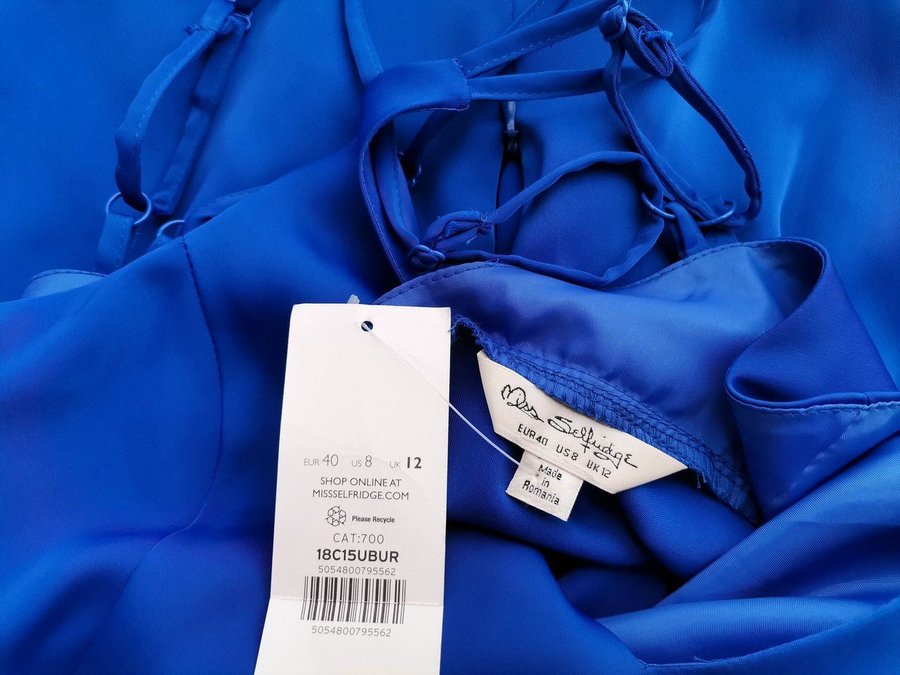 EUR 40 US 8 UK 12
SHOP ONLINE AT
MISSSELFRIDGE.COM
Please Recycle
CAT:700
18C15UBUR
5054800795562
5054800795562
Miss Selfridge
EUR40 US8 UK12
Made
in
Romania